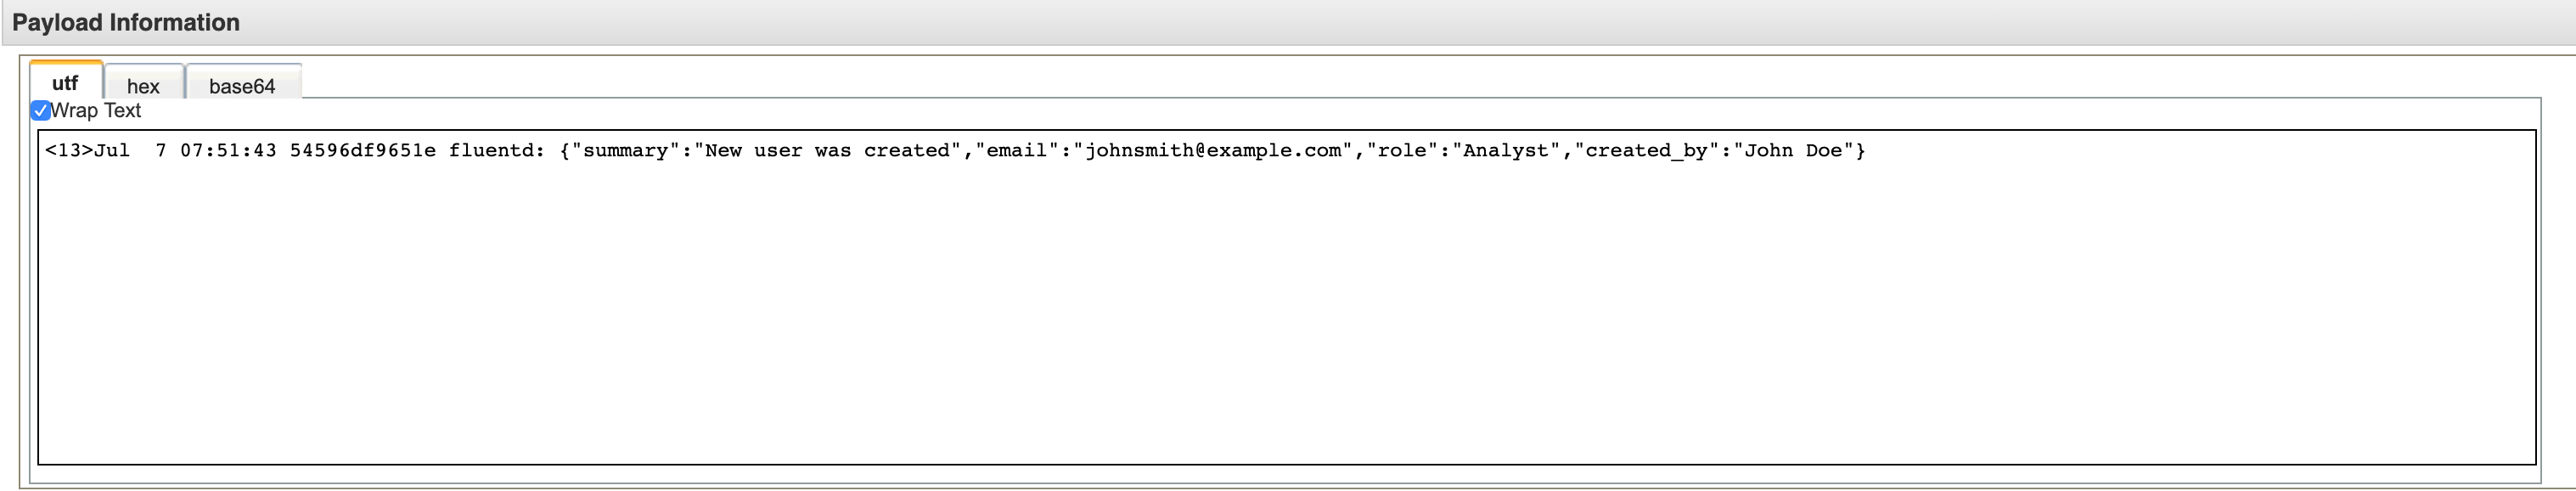 Payload Information
utf hex base64
Wrap Text
<13>Jul  7 07:51:43 54596df9651e fluentd: {"summary":"New user was created","email":"johnsmith@example.com","role":"Analyst","created_by":"John Doe"}